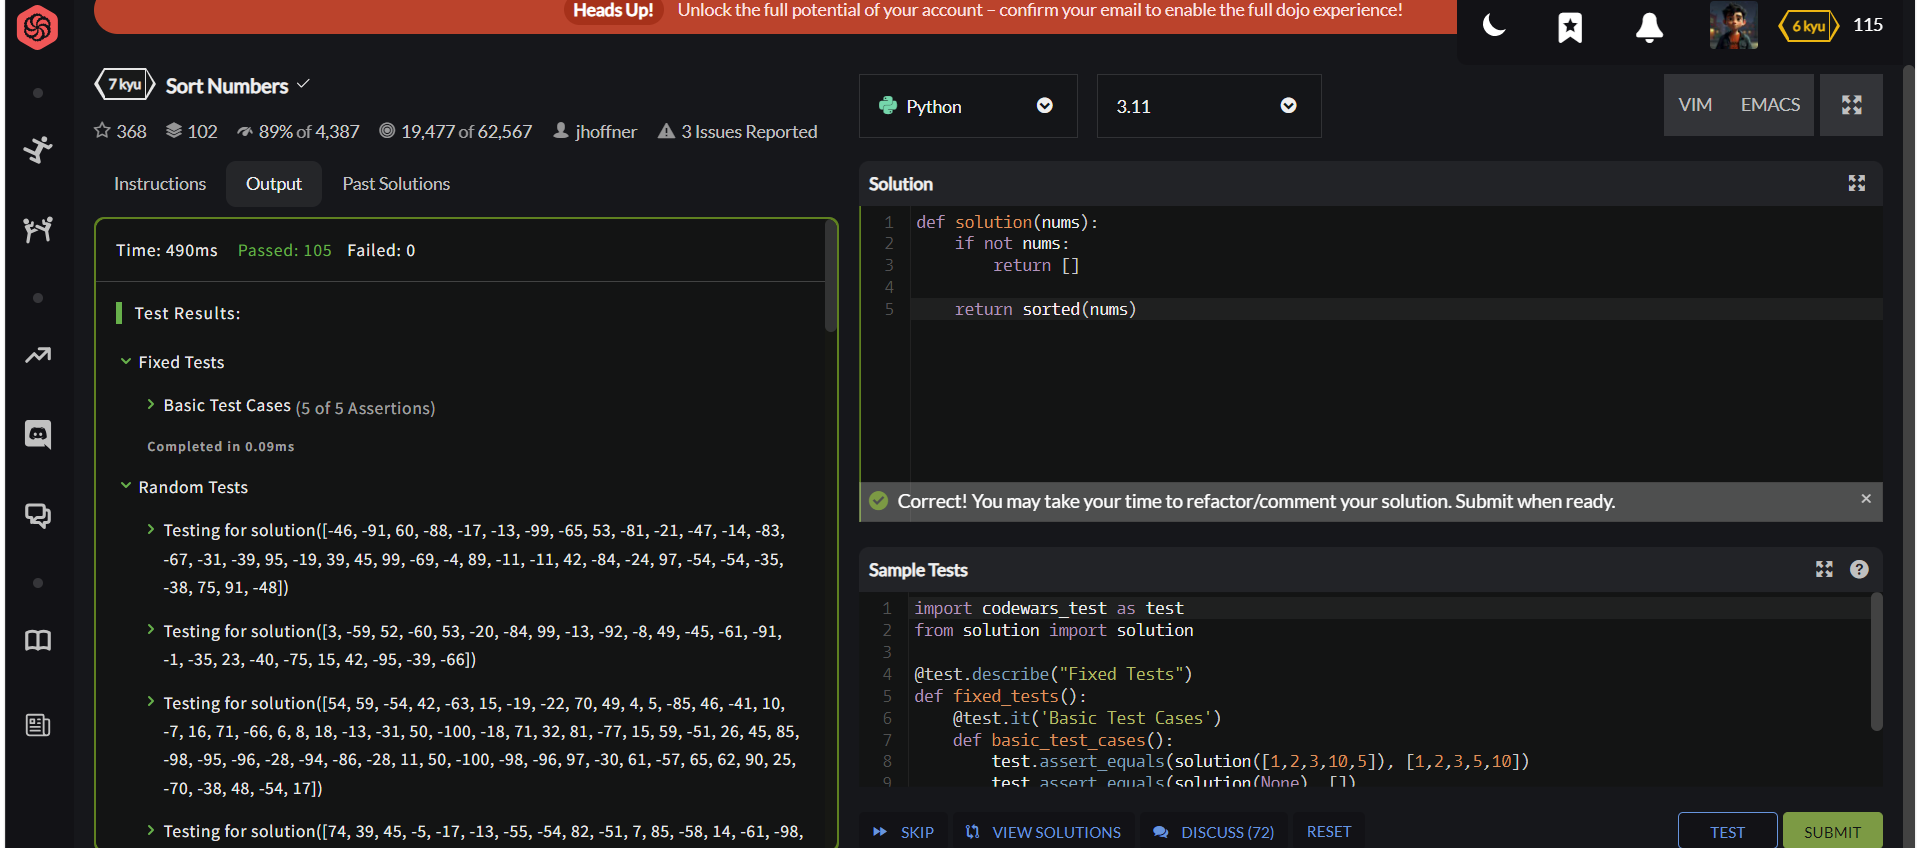 Heads Up! Unlock the full potential of your account – confirm your email to enable the full dojo experience!
6 kyu 115
7 kyu Sort Numbers
368 102 89% of 4,387 19,477 of 62,567 jhoffner 3 Issues Reported
Instructions Output Past Solutions
Time: 490ms Passed: 105 Failed: 0
Test Results:
Fixed Tests
Basic Test Cases (5 of 5 Assertions)
Completed in 0.09ms
Random Tests
Testing for solution([-46, -91, 60, -88, -17, -13, -99, -65, 53, -81, -21, -47, -14, -83,
-67, -31, -39, 95, -19, 39, 45, 99, -69, -4, 89, -11, -11, 42, -84, -24, 97, -54, -54, -35,
-38, 75, 91, -48])
Testing for solution([3, -59, 52, -60, 53, -20, -84, 99, -13, -92, -8, 49, -45, -61, -91,
-1, -35, 23, -40, -75, 15, 42, -95, -39, -66])
Testing for solution([54, 59, -54, 42, -63, 15, -19, -22, 70, 49, 4, 5, -85, 46, -41, 10,
-7, 16, 71, -66, 6, 8, 18, -13, -31, 50, -100, -18, 71, 32, 81, -77, 15, 59, -51, 26, 45, 85,
-98, -95, -96, -28, -94, -86, -28, 11, 50, -100, -98, -96, 97, -30, 61, -57, 65, 62, 90, 25,
-70, -38, 48, -54, 17])
Testing for solution([74, 39, 45, -5, -17, -13, -55, -54, 82, -51, 7, 85, -58, 14, -61, -98,
Python 3.11 VIM EMACS
Solution
1 def solution(nums):
2     if not nums:
3         return []
4
5     return sorted(nums)
Correct! You may take your time to refactor/comment your solution. Submit when ready. ×
Sample Tests
1 import codewars_test as test
2 from solution import solution
3
4 @test.describe("Fixed Tests")
5 def fixed_tests():
6     @test.it('Basic Test Cases')
7     def basic_test_cases():
8         test.assert_equals(solution([1,2,3,10,5]), [1,2,3,5,10])
9         test.assert_equals(solution(None), [])
SKIP VIEW SOLUTIONS DISCUSS (72) RESET TEST SUBMIT